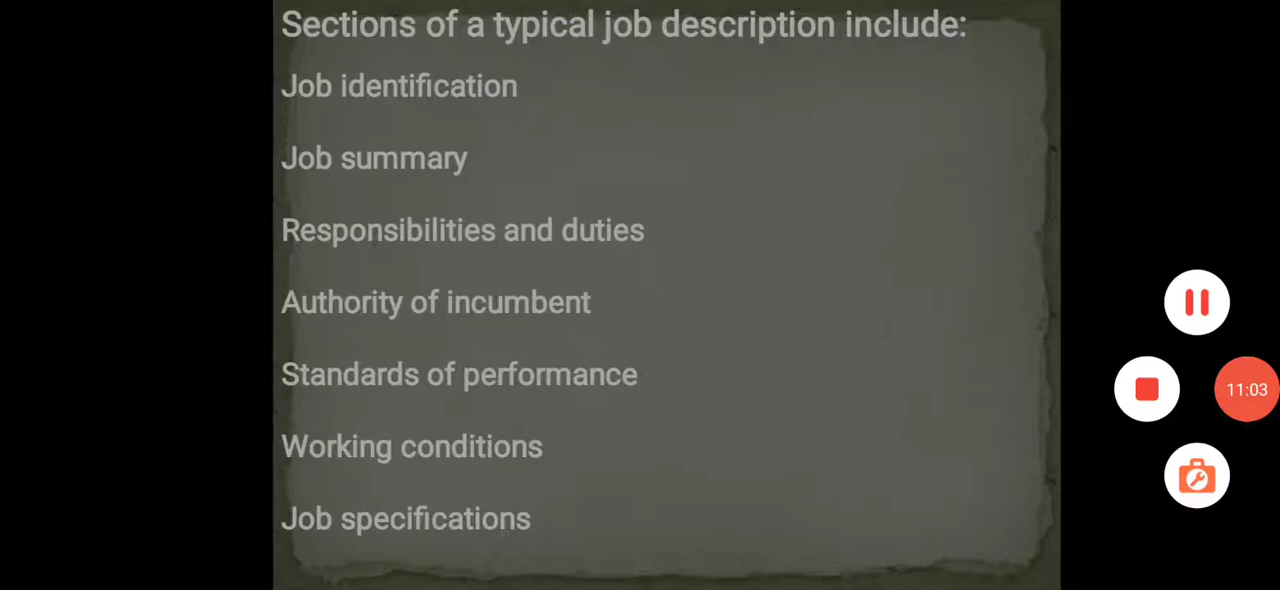 Sections of a typical job description include:
Job identification
Job summary
Responsibilities and duties
Authority of incumbent
Standards of performance
Working conditions
Job specifications
11:03